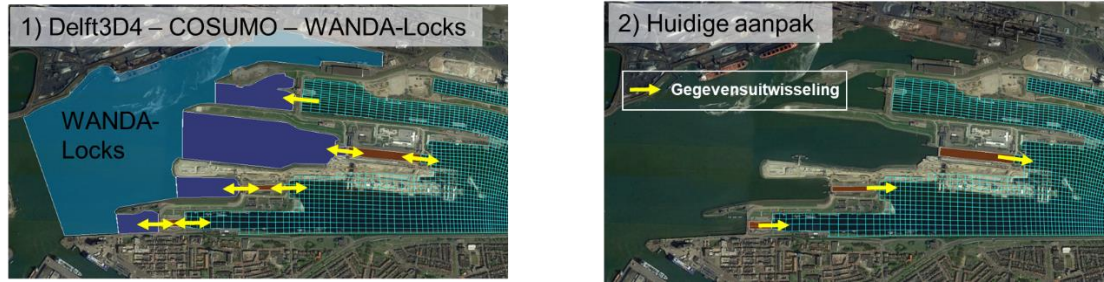 1) Delft3D4 – COSUMO – WANDA-Locks
WANDA-
Locks
2) Huidige aanpak
Gegevensuitwisseling